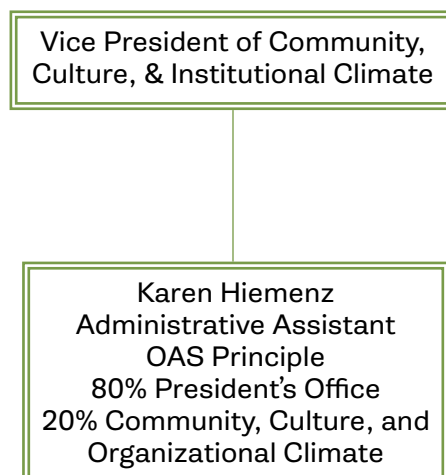 Vice President of Community,
Culture, & Institutional Climate
Karen Hiemenz
Administrative Assistant
OAS Principle
80% President’s Office
20% Community, Culture, and
Organizational Climate